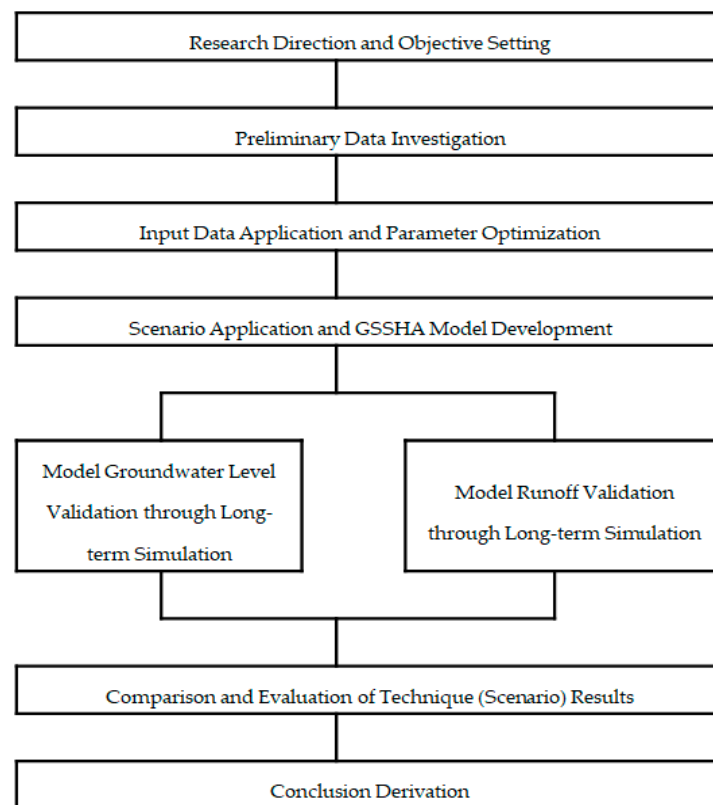 Research Direction and Objective Setting
Preliminary Data Investigation
Input Data Application and Parameter Optimization
Scenario Application and GSSHA Model Development
Model Groundwater Level
Validation through Long-
term Simulation
Model Runoff Validation
through Long-term Simulation
Comparison and Evaluation of Technique (Scenario) Results
Conclusion Derivation